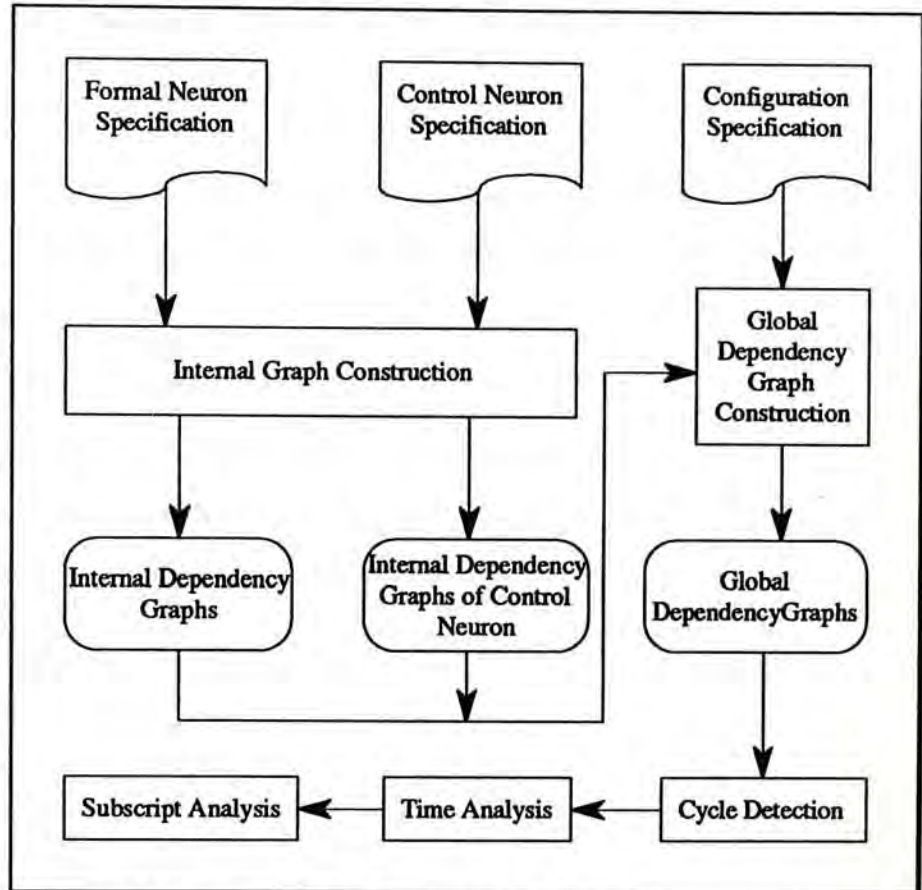 Formal Neuron
Specification
Control Neuron
Specification
Configuration
Specification
Internal Graph Construction
Global
Dependency
Graph
Construction
Internal Dependency
Graphs
Internal Dependency
Graphs of Control
Neuron
Global
DependencyGraphs
Subscript Analysis
Time Analysis
Cycle Detection